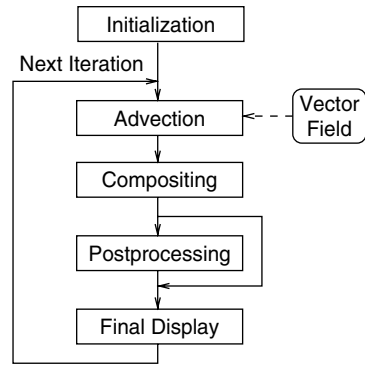 Initialization
Next Iteration
Advection
Vector
Field
Compositing
Postprocessing
Final Display